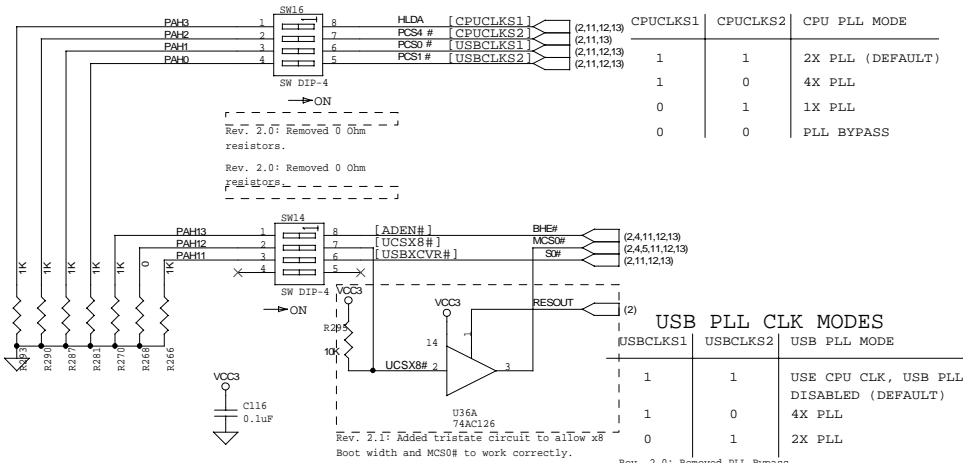 SW16
PAH3 1 8 HLDA [CPUCLKS1] (2,11,12,13)
PAH2 2 7 PCS4 # [CPUCLKS2] (2,11,13)
PAH1 3 6 PCS0 # [USBCLKS1] (2,11,12,13)
PAH0 4 5 PCS1 # [USBCLKS2] (2,11,12,13)
SW DIP-4
ON
CPUCLKS1 CPUCLKS2 CPU PLL MODE
1 1 2X PLL (DEFAULT)
1 0 4X PLL
0 1 1X PLL
0 0 PLL BYPASS
Rev. 2.0: Removed 0 Ohm
resistors.
Rev. 2.0: Removed 0 Ohm
resistors.
SW14
PAH13 1 8 [ADEN#] BHE# (2,4,11,12,13)
PAH12 2 7 [UCSX8#] MCS0# (2,4,5,11,12,13)
PAH11 3 6 [USBXCVR#] S0# (2,11,12,13)
4 5
SW DIP-4
ON
1K 1K 1K 1K 1K 0 1K
R293 R290 R287 R281 R270 R268 R266
VCC3
R295
10K
VCC3
14
RESOUT (2)
1
UCSX8# 2 3
U36A
74AC126
VCC3
C116
0.1uF
Rev. 2.1: Added tristate circuit to allow x8
Boot width and MCS0# to work correctly.
USB PLL CLK MODES
USBCLKS1 USBCLKS2 USB PLL MODE
1 1 USE CPU CLK, USB PLL
DISABLED (DEFAULT)
1 0 4X PLL
0 1 2X PLL
Rev. 2.0: Removed PLL Bypass